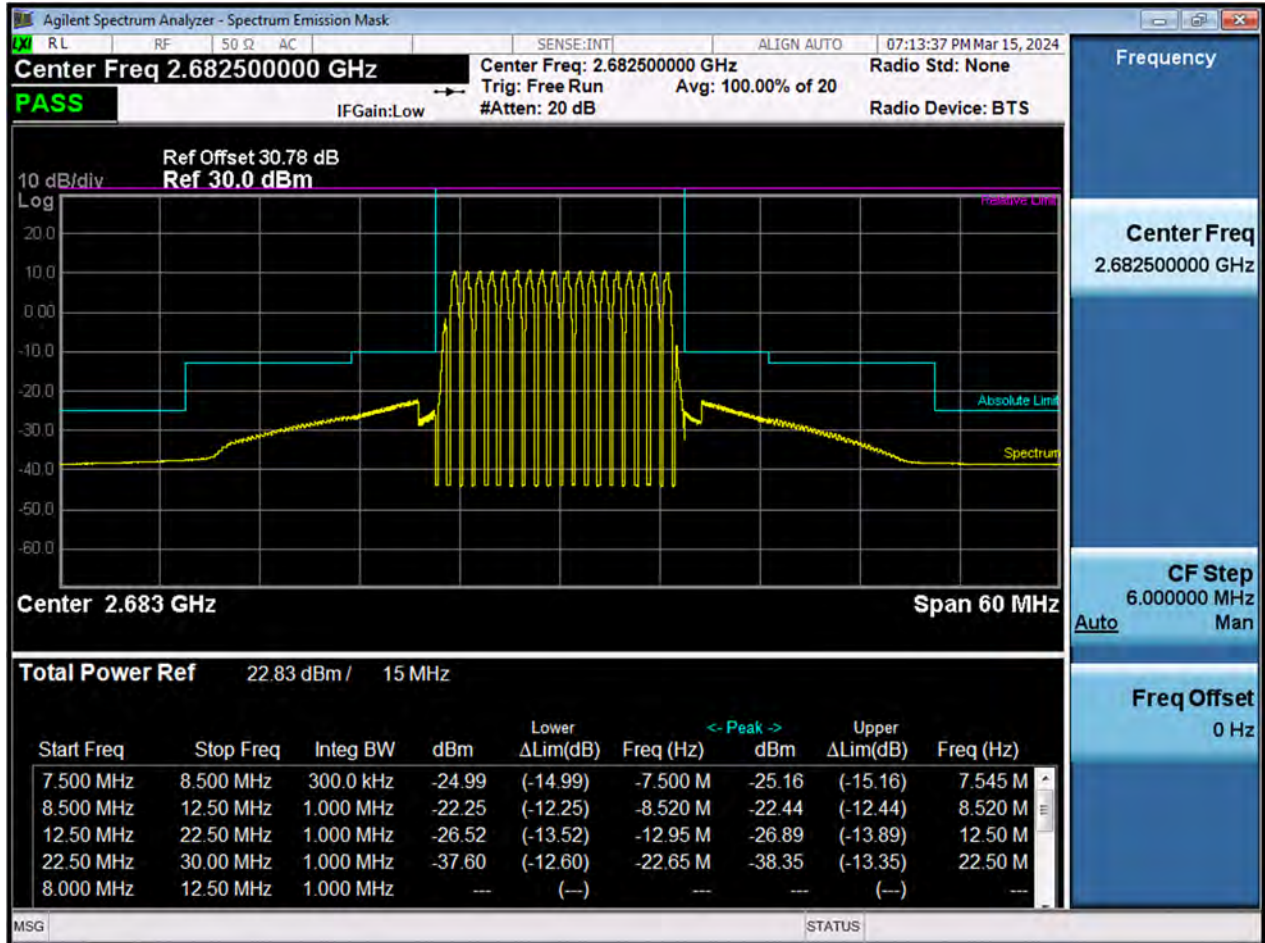 Agilent Spectrum Analyzer - Spectrum Emission Mask
LXI RL RF 50 Ω AC SENSE:INT ALIGN AUTO 07:13:37 PM Mar 15, 2024
Center Freq 2.682500000 GHz Center Freq: 2.682500000 GHz Radio Std: None
Trig: Free Run Avg: 100.00% of 20
PASS IFGain:Low #Atten: 20 dB Radio Device: BTS
Ref Offset 30.78 dB
10 dB/div Ref 30.0 dBm
Log
Relative Limit
20.0
10.0
0.00
-10.0
-20.0
Absolute Limit
-30.0
Spectrum
-40.0
-50.0
-60.0
Center 2.683 GHz Span 60 MHz
Total Power Ref 22.83 dBm / 15 MHz
Lower <- Peak -> Upper
Start Freq Stop Freq Integ BW dBm ΔLim(dB) Freq (Hz) dBm ΔLim(dB) Freq (Hz)
7.500 MHz 8.500 MHz 300.0 kHz -24.99 (-14.99) -7.500 M -25.16 (-15.16) 7.545 M
8.500 MHz 12.50 MHz 1.000 MHz -22.25 (-12.25) -8.520 M -22.44 (-12.44) 8.520 M
12.50 MHz 22.50 MHz 1.000 MHz -26.52 (-13.52) -12.95 M -26.89 (-13.89) 12.50 M
22.50 MHz 30.00 MHz 1.000 MHz -37.60 (-12.60) -22.65 M -38.35 (-13.35) 22.50 M
8.000 MHz 12.50 MHz 1.000 MHz --- (---) --- --- (---) ---
MSG STATUS
Frequency
Center Freq
2.682500000 GHz
CF Step
6.000000 MHz
Auto Man
Freq Offset
0 Hz